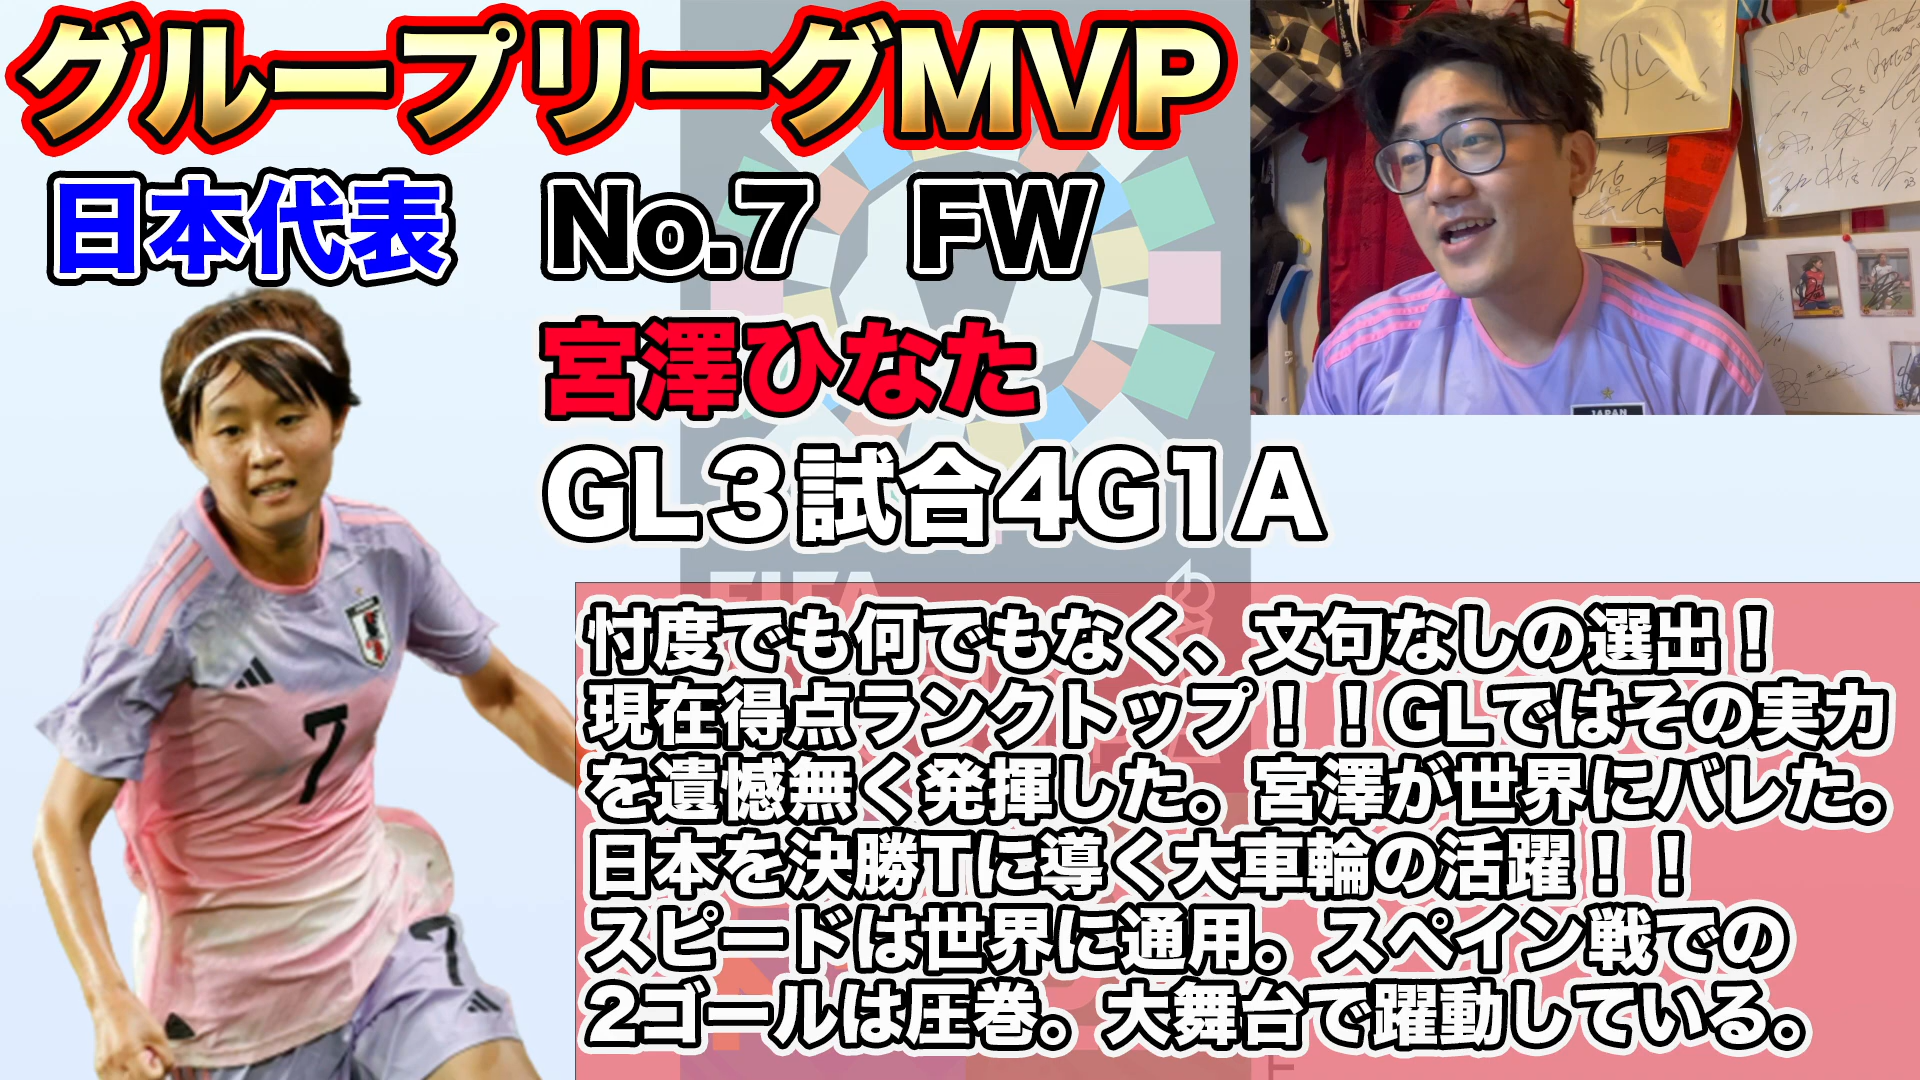 グループリーグMVP
日本代表 No.7 FW
宮澤ひなた
GL3試合4G1A
忖度でも何でもなく、文句なしの選出！
現在得点ランクトップ！！GLではその実力
を遺憾無く発揮した。宮澤が世界にバレた。
日本を決勝Tに導く大車輪の活躍！！
スピードは世界に通用。スペイン戦での
2ゴールは圧巻。大舞台で躍動している。
FIFA
JAPAN
7
7